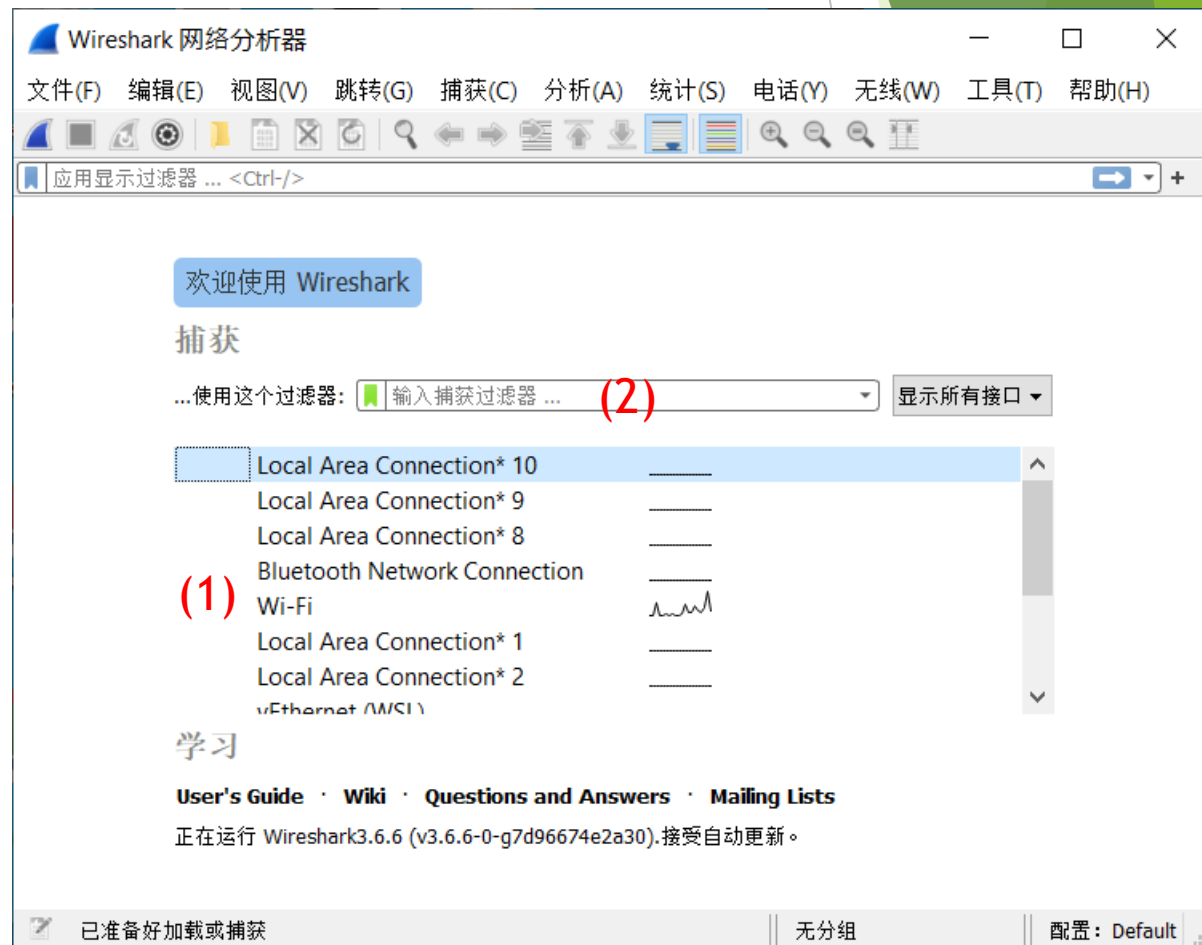 Wireshark 网络分析器
文件(F) 编辑(E) 视图(V) 跳转(G) 捕获(C) 分析(A) 统计(S) 电话(Y) 无线(W) 工具(T) 帮助(H)
应用显示过滤器 … <Ctrl-/>
欢迎使用 Wireshark
捕获
…使用这个过滤器: 输入捕获过滤器 … (2) 显示所有接口
Local Area Connection* 10
Local Area Connection* 9
Local Area Connection* 8
Bluetooth Network Connection
(1) Wi-Fi
Local Area Connection* 1
Local Area Connection* 2
vEthernet (WSL)
学习
User's Guide · Wiki · Questions and Answers · Mailing Lists
正在运行 Wireshark3.6.6 (v3.6.6-0-g7d96674e2a30).接受自动更新。
已准备好加载或捕获 无分组 配置: Default